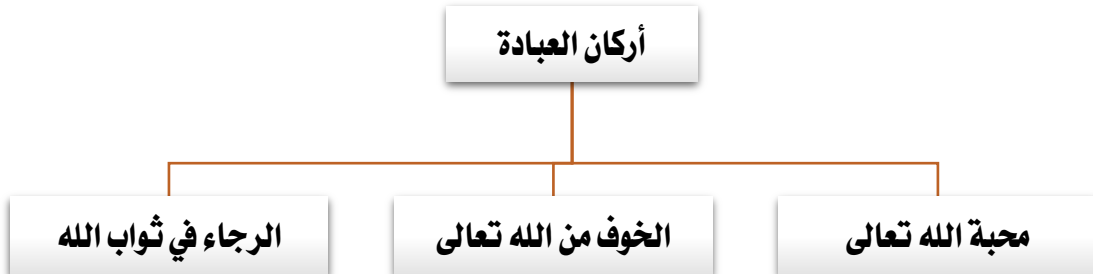 أركان العبادة
محبة الله تعالى
الخوف من الله تعالى
الرجاء في ثواب الله